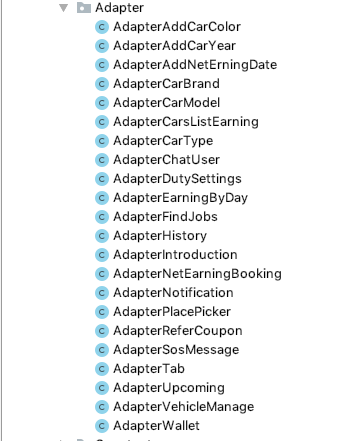 Adapter
AdapterAddCarColor
AdapterAddCarYear
AdapterAddNetErningDate
AdapterCarBrand
AdapterCarModel
AdapterCarsListEarning
AdapterCarType
AdapterChatUser
AdapterDutySettings
AdapterEarningByDay
AdapterFindJobs
AdapterHistory
AdapterIntroduction
AdapterNetEarningBooking
AdapterNotification
AdapterPlacePicker
AdapterReferCoupon
AdapterSosMessage
AdapterTab
AdapterUpcoming
AdapterVehicleManage
AdapterWallet